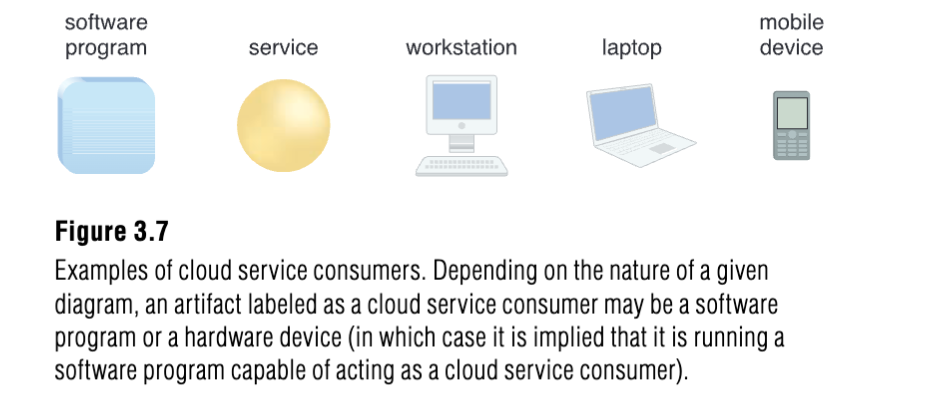 software
program
service
workstation
laptop
mobile
device
Figure 3.7
Examples of cloud service consumers. Depending on the nature of a given
diagram, an artifact labeled as a cloud service consumer may be a software
program or a hardware device (in which case it is implied that it is running a
software program capable of acting as a cloud service consumer).